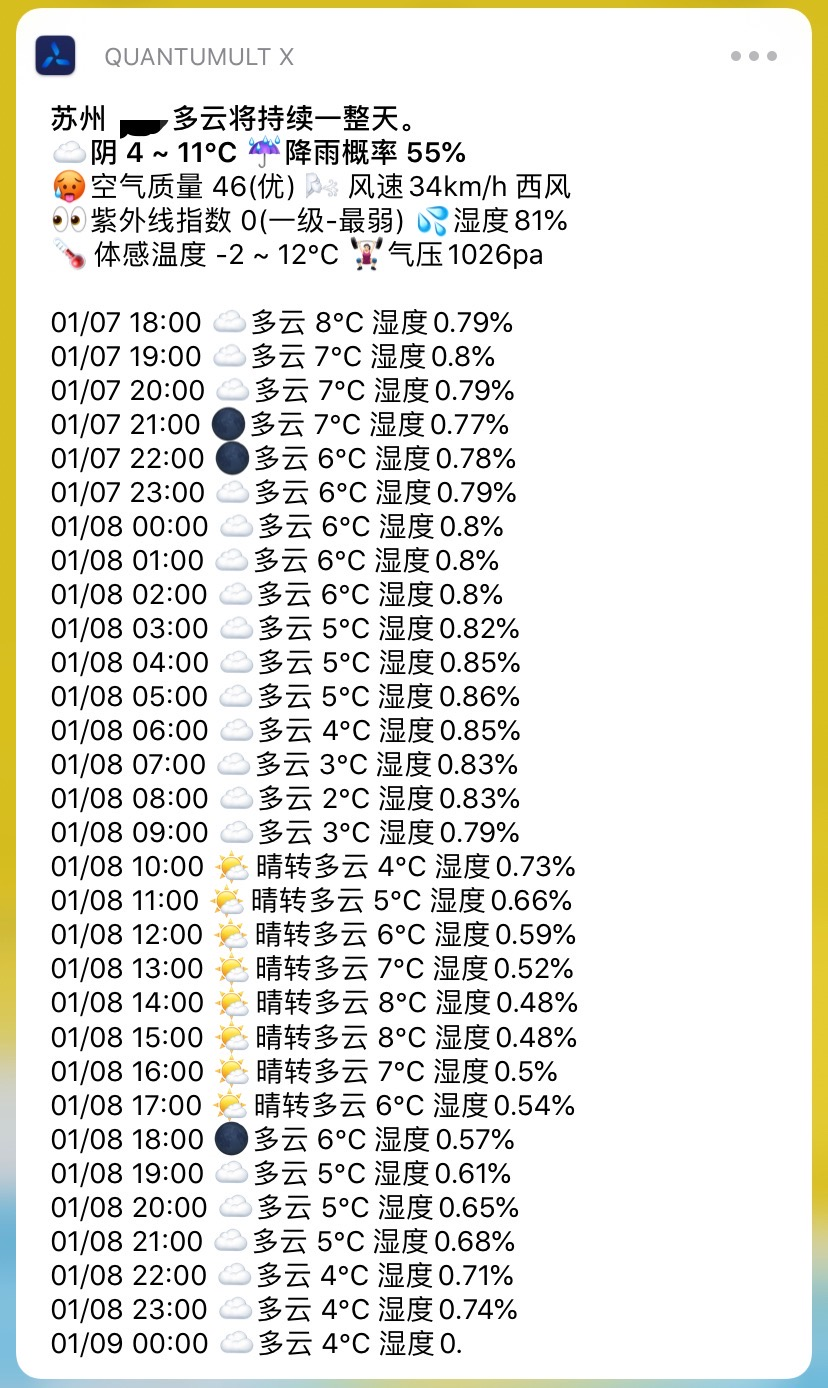 QUANTUMULT X
苏州 多云将持续一整天。
☁️阴 4 ~ 11°C ☔降雨概率 55%
🥵空气质量 46(优) 🌬 风速34km/h 西风
👀紫外线指数 0(一级-最弱) 💦湿度81%
🌡 体感温度 -2 ~ 12°C 🏋气压1026pa
01/07 18:00 ☁️多云 8°C 湿度0.79%
01/07 19:00 ☁️多云 7°C 湿度0.8%
01/07 20:00 ☁️多云 7°C 湿度0.79%
01/07 21:00 🌑多云 7°C 湿度0.77%
01/07 22:00 🌑多云 6°C 湿度0.78%
01/07 23:00 ☁️多云 6°C 湿度0.79%
01/08 00:00 ☁️多云 6°C 湿度0.8%
01/08 01:00 ☁️多云 6°C 湿度0.8%
01/08 02:00 ☁️多云 6°C 湿度0.8%
01/08 03:00 ☁️多云 5°C 湿度0.82%
01/08 04:00 ☁️多云 5°C 湿度0.85%
01/08 05:00 ☁️多云 5°C 湿度0.86%
01/08 06:00 ☁️多云 4°C 湿度0.85%
01/08 07:00 ☁️多云 3°C 湿度0.83%
01/08 08:00 ☁️多云 2°C 湿度0.83%
01/08 09:00 ☁️多云 3°C 湿度0.79%
01/08 10:00 🌤晴转多云 4°C 湿度0.73%
01/08 11:00 🌤晴转多云 5°C 湿度0.66%
01/08 12:00 🌤晴转多云 6°C 湿度0.59%
01/08 13:00 🌤晴转多云 7°C 湿度0.52%
01/08 14:00 🌤晴转多云 8°C 湿度0.48%
01/08 15:00 🌤晴转多云 8°C 湿度0.48%
01/08 16:00 🌤晴转多云 7°C 湿度0.5%
01/08 17:00 🌤晴转多云 6°C 湿度0.54%
01/08 18:00 🌑多云 6°C 湿度0.57%
01/08 19:00 ☁️多云 5°C 湿度0.61%
01/08 20:00 ☁️多云 5°C 湿度0.65%
01/08 21:00 ☁️多云 5°C 湿度0.68%
01/08 22:00 ☁️多云 4°C 湿度0.71%
01/08 23:00 ☁️多云 4°C 湿度0.74%
01/09 00:00 ☁️多云 4°C 湿度0.